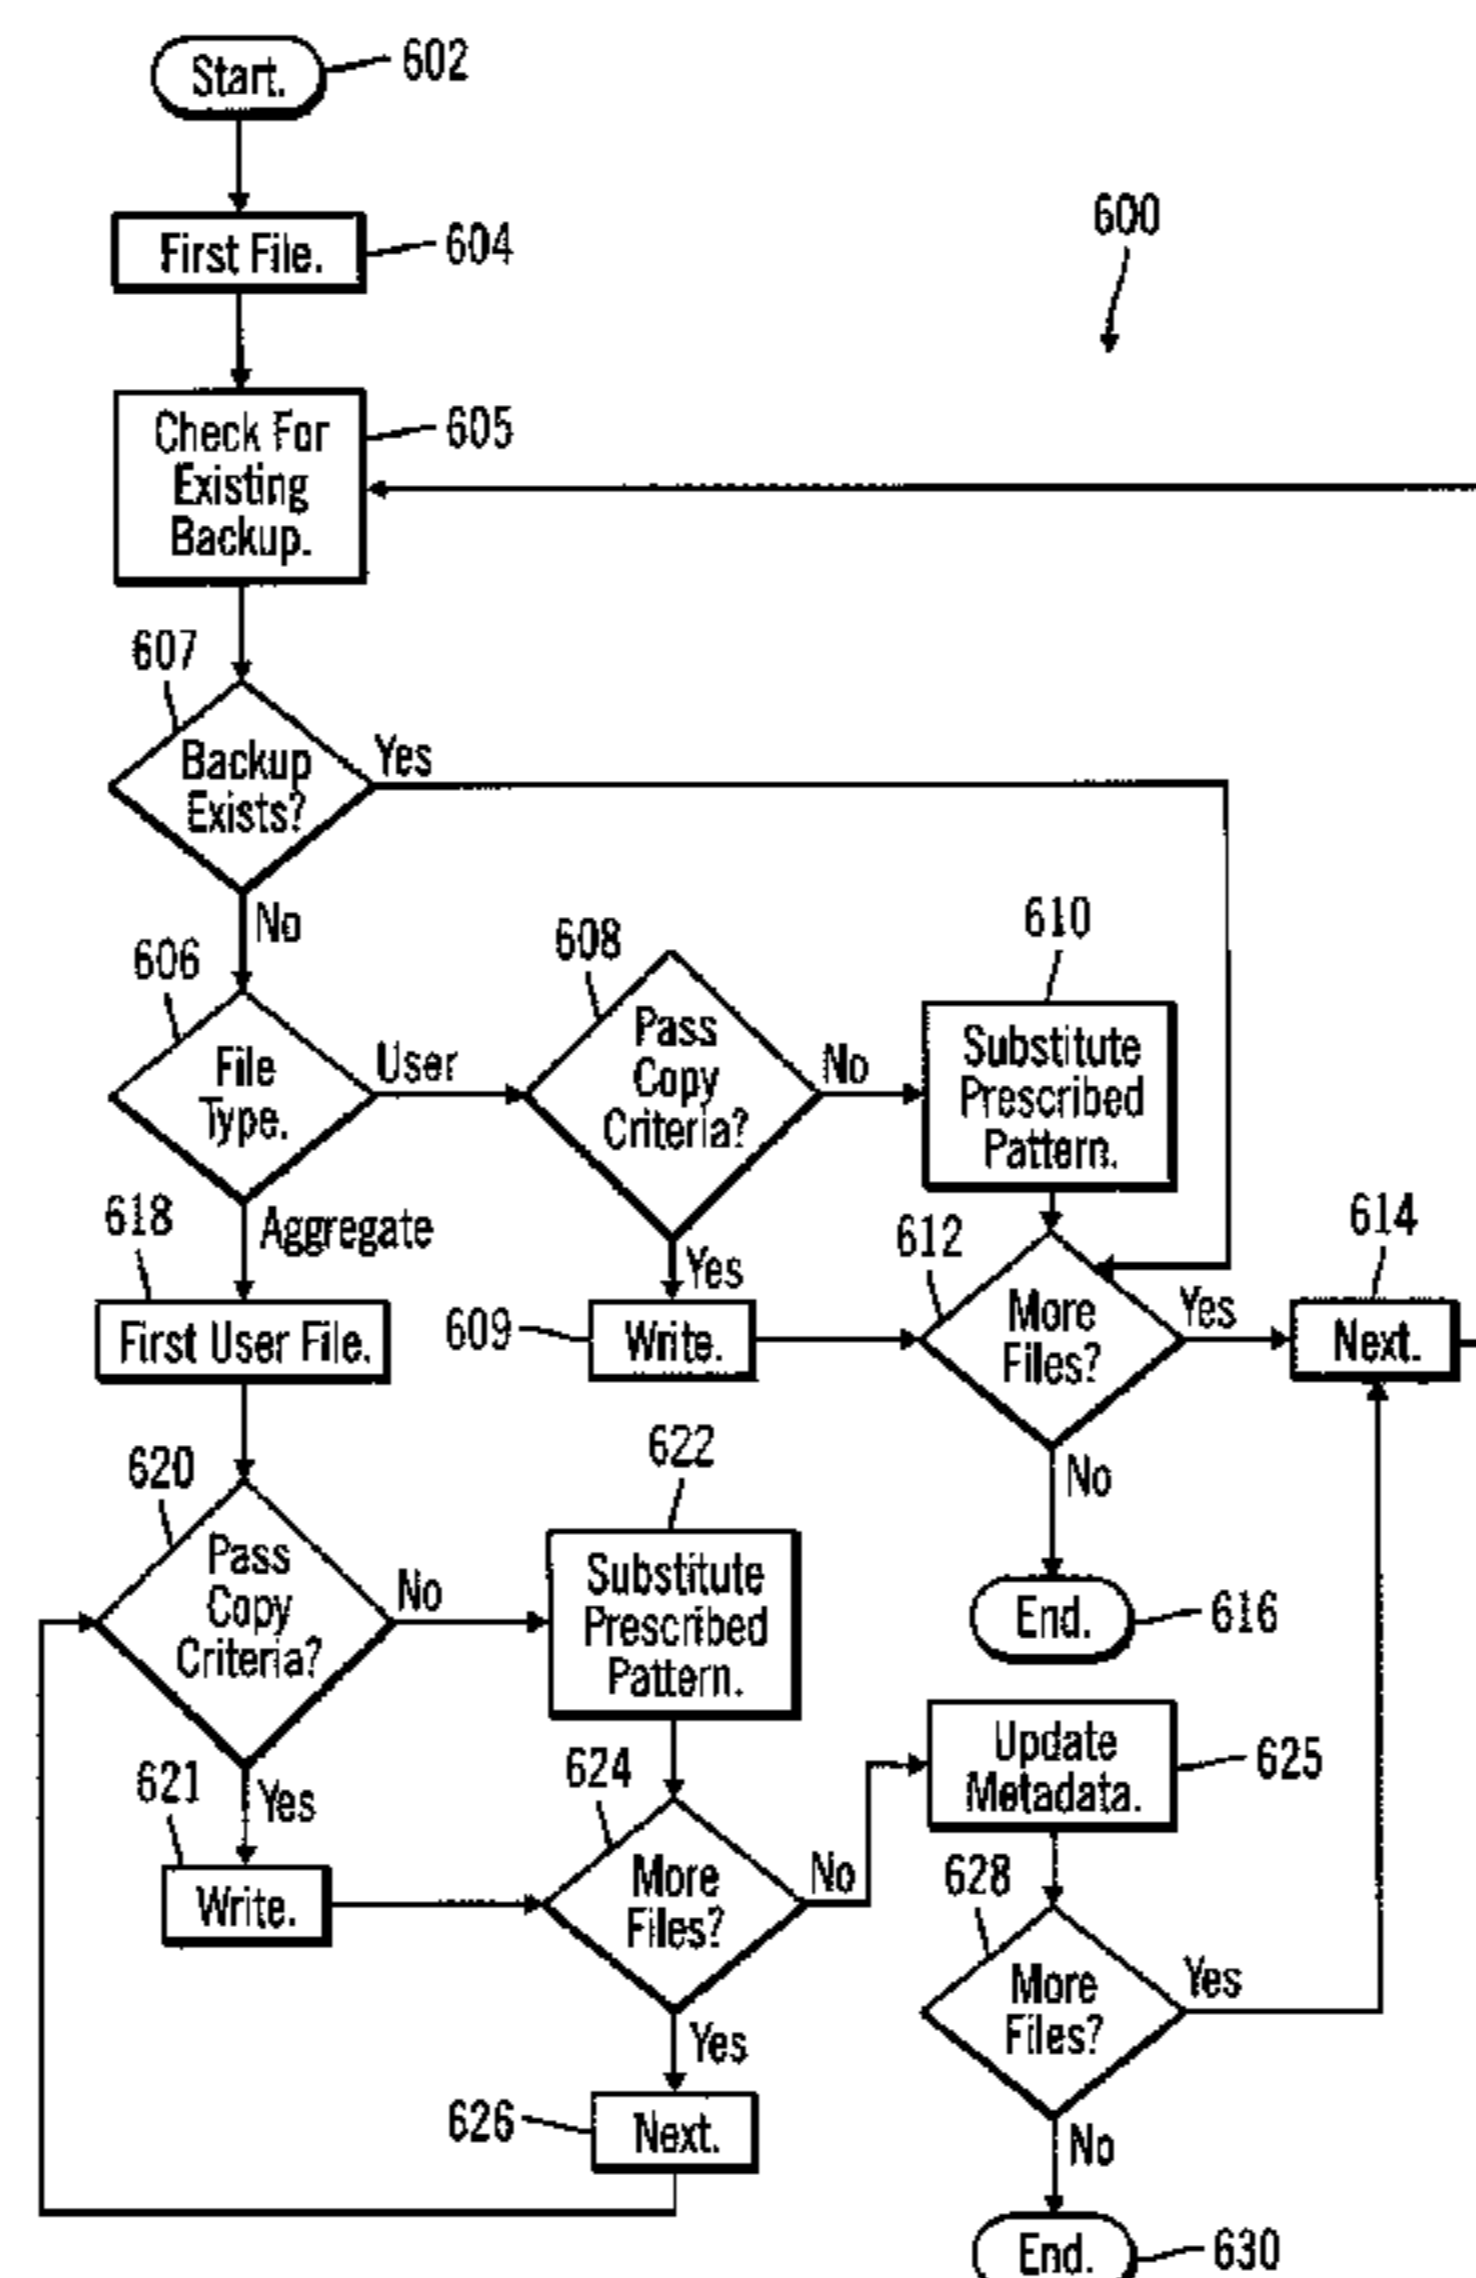 Start.
602
First File.
604
600
Check For
Existing
Backup.
605
607
Backup
Exists?
Yes
No
606
File
Type.
User
608
Pass
Copy
Criteria?
No
610
Substitute
Prescribed
Pattern.
Aggregate
Yes
609
Write.
612
More
Files?
Yes
614
Next.
No
End.
616
618
First User File.
620
Pass
Copy
Criteria?
No
622
Substitute
Prescribed
Pattern.
Yes
621
Write.
624
More
Files?
No
Update
Metadata.
625
Yes
626
Next.
628
More
Files?
Yes
No
End.
630